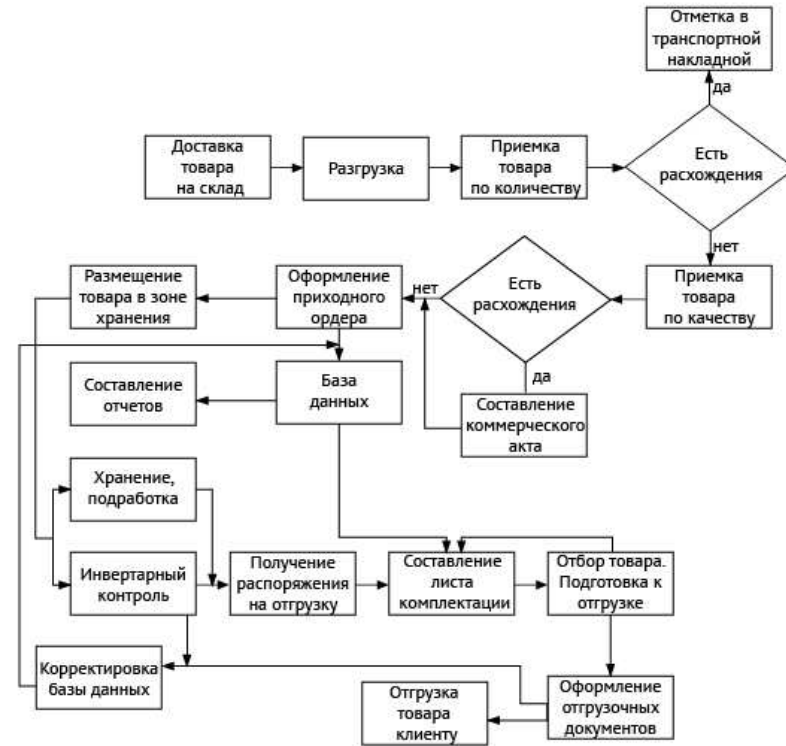 Отметка в
транспортной
накладной
да
Доставка
товара
на склад
Разгрузка
Приемка
товара
по количеству
Есть
расхождения
нет
Размещение
товара в зоне
хранения
Оформление
приходного
ордера
нет
Есть
расхождения
Приемка
товара
по качеству
да
Составление
отчетов
База
данных
Составление
коммерческого
акта
Хранение,
подработка
Инвертарный
контроль
Получение
распоряжения
на отгрузку
Составление
листа
комплектации
Отбор товара.
Подготовка к
отгрузке
Корректировка
базы данных
Отгрузка
товара
клиенту
Оформление
отгрузочных
документов